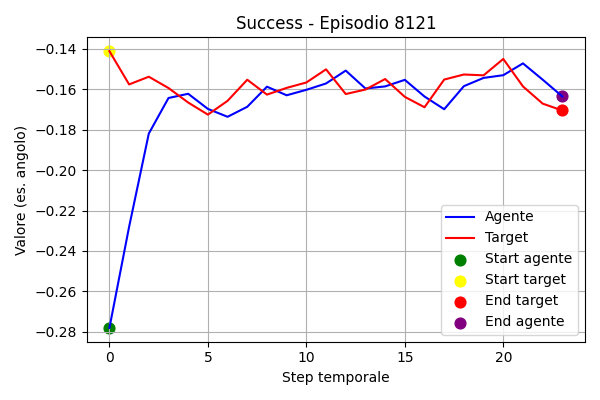 Success - Episodio 8121
Valore (es. angolo)
−0.14
−0.16
−0.18
−0.20
−0.22
−0.24
−0.26
−0.28
0
5
10
15
20
Step temporale
Agente
Target
Start agente
Start target
End target
End agente